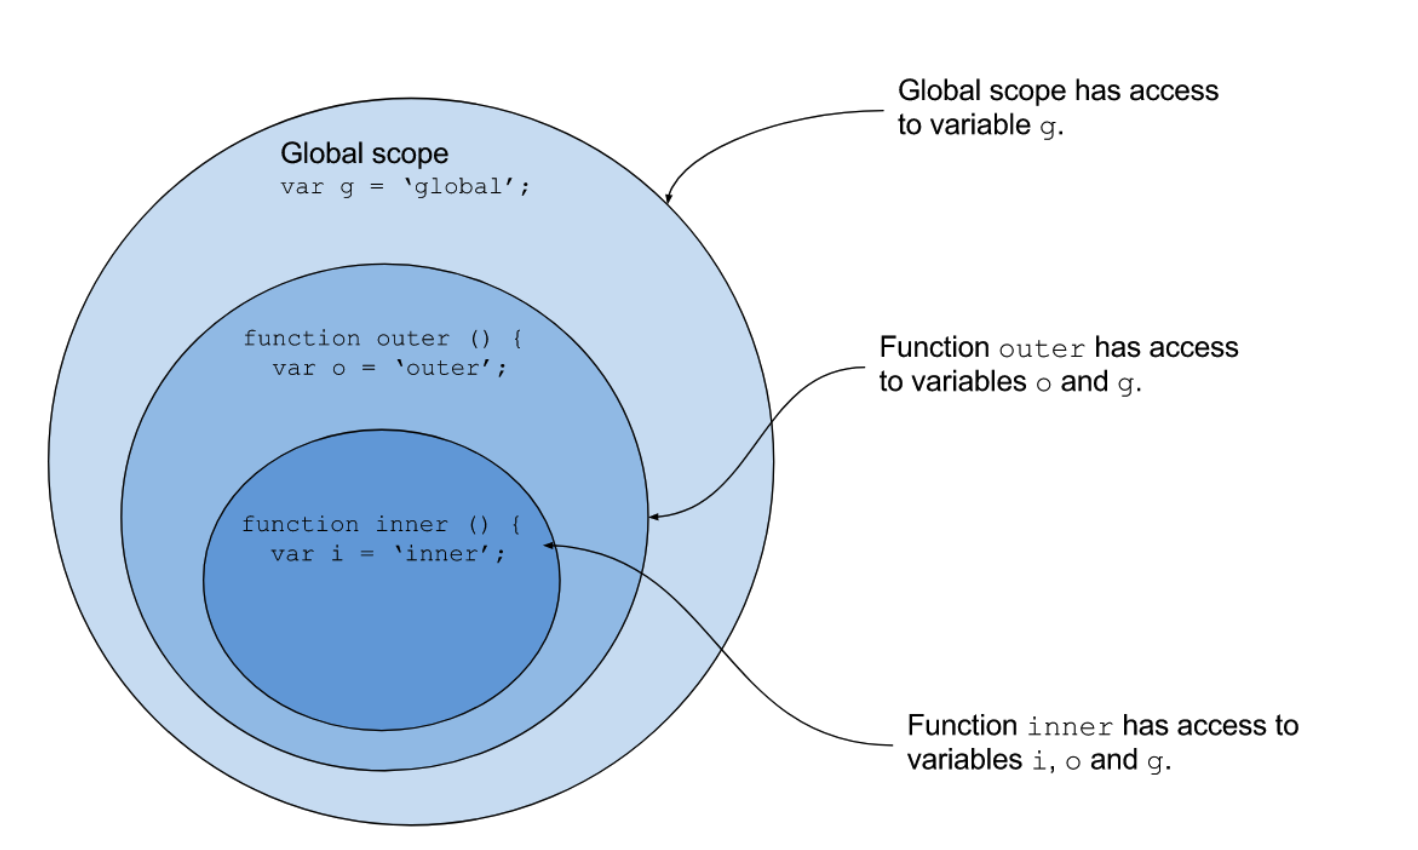 Global scope has access
to variable g.
Global scope
var g = ‘global’;
function outer () {
var o = ‘outer’;
Function outer has access
to variables o and g.
function inner () {
var i = ‘inner’;
Function inner has access to
variables i, o and g.